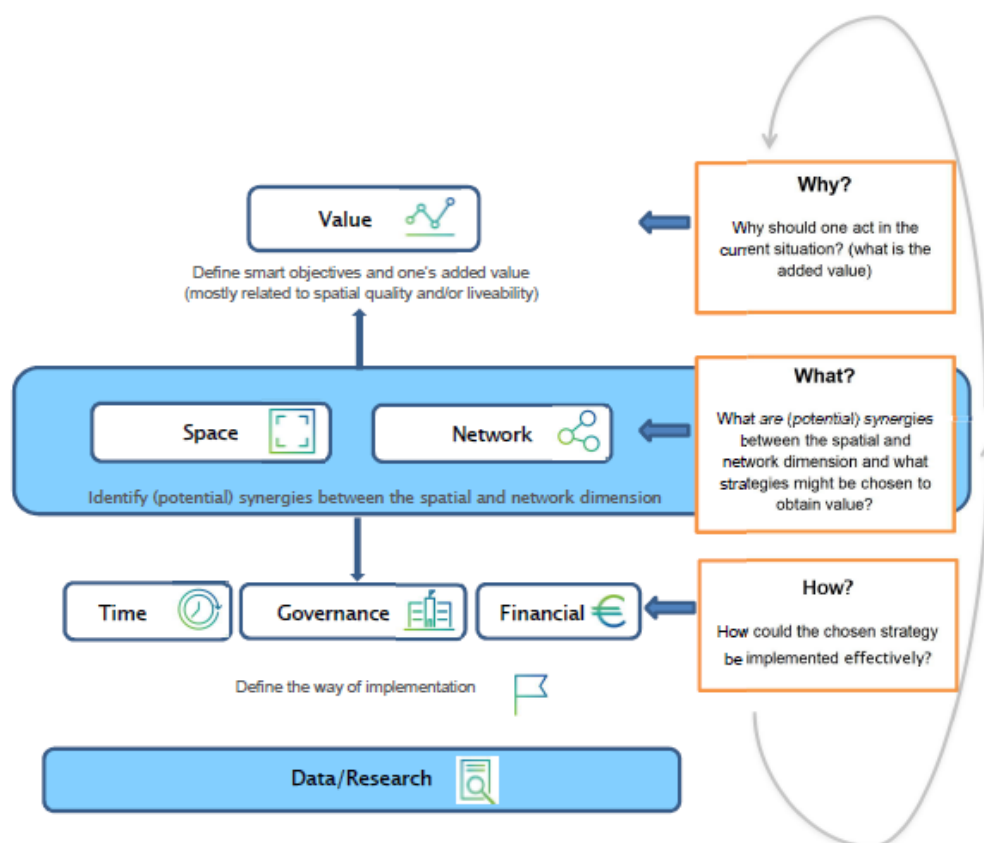 Why?
Why should one act in the
current situation? (what is the
added value)
Value
Define smart objectives and one's added value
(mostly related to spatial quality and/or liveability)
What?
What are (potential) synergies
between the spatial and
network dimension and what
strategies might be chosen to
obtain value?
Space
Network
Identify (potential) synergies between the spatial and network dimension
How?
How could the chosen strategy
be implemented effectively?
Time
Governance
Financial
Define the way of implementation
Data/Research